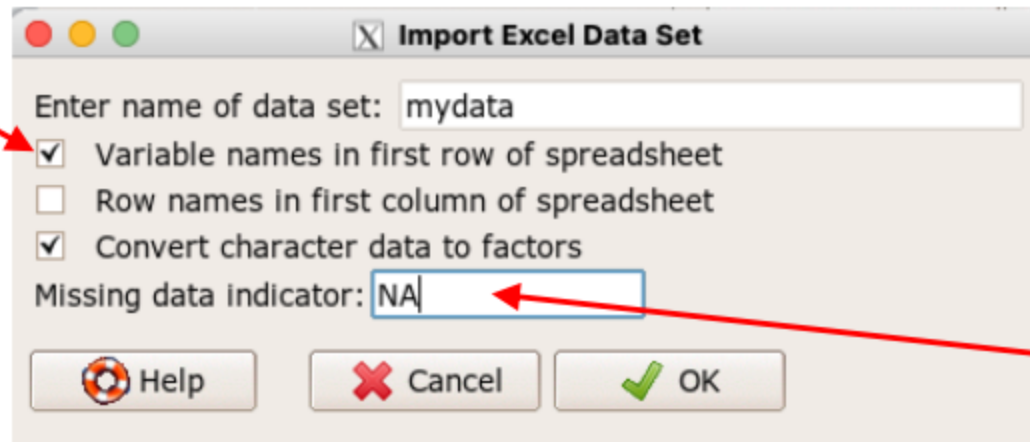 Import Excel Data Set
Enter name of data set: mydata
Variable names in first row of spreadsheet
Row names in first column of spreadsheet
Convert character data to factors
Missing data indicator: NA
Help Cancel OK